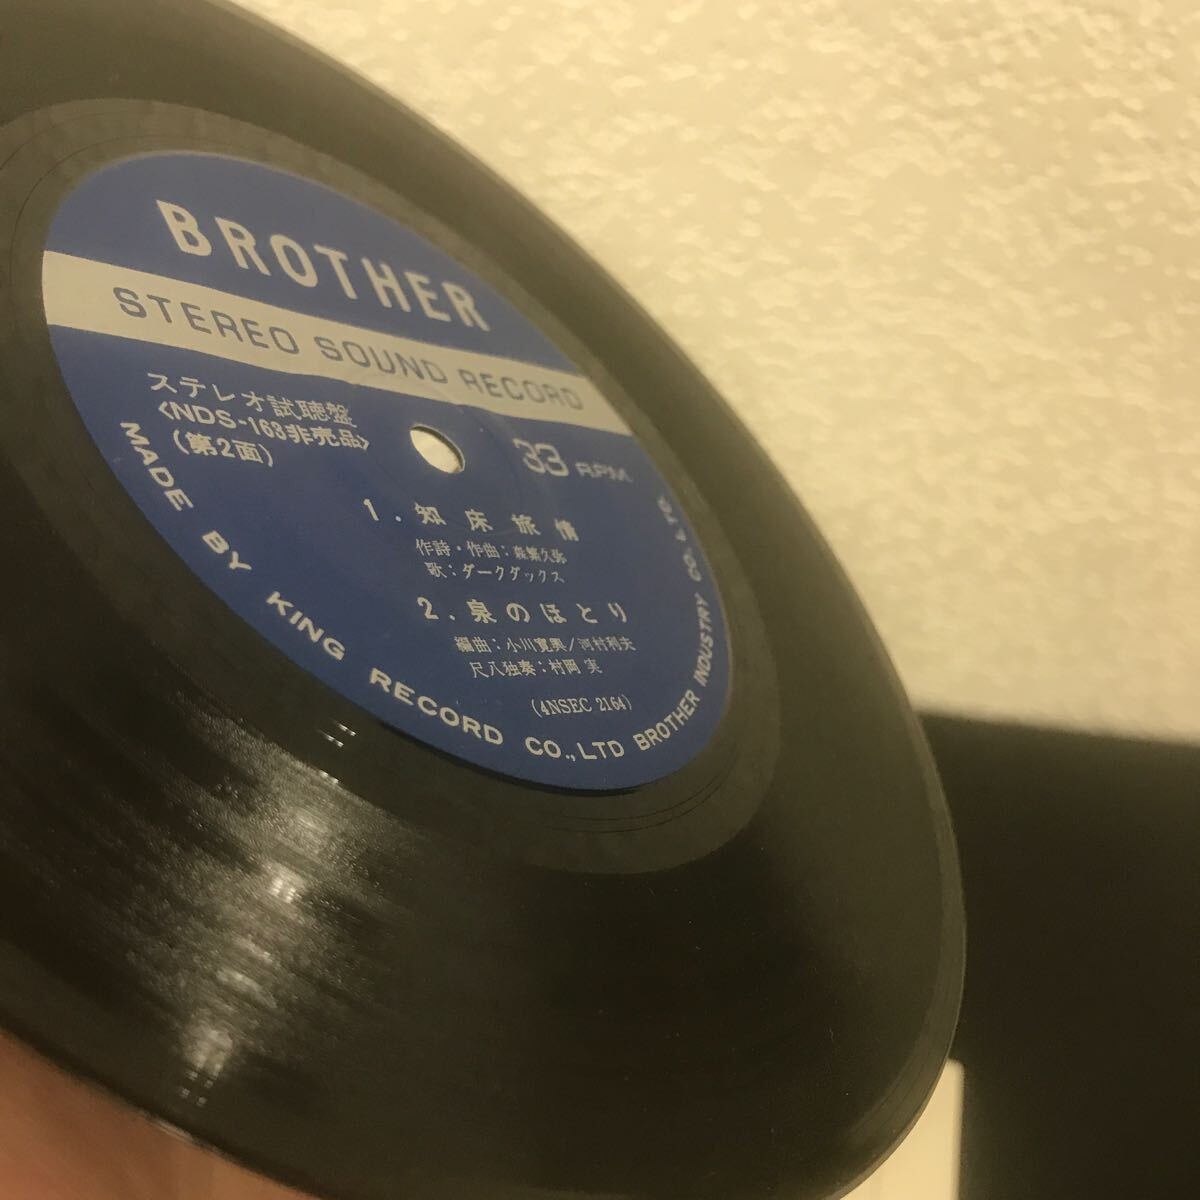 BROTHER
STEREO SOUND RECORD
ステレオ試聴盤
<NDS-163非売品>
(第2面)
33 R.P.M.
1. 知床旅情
作詩・作曲:森繁久弥
歌:ダークダックス
2. 泉のほとり
編曲:小川寛興/河村利夫
尺八独奏:村岡 実
(4NSEC 2164)
MADE BY KING RECORD CO.,LTD BROTHER INDUSTRY CO. LTD.